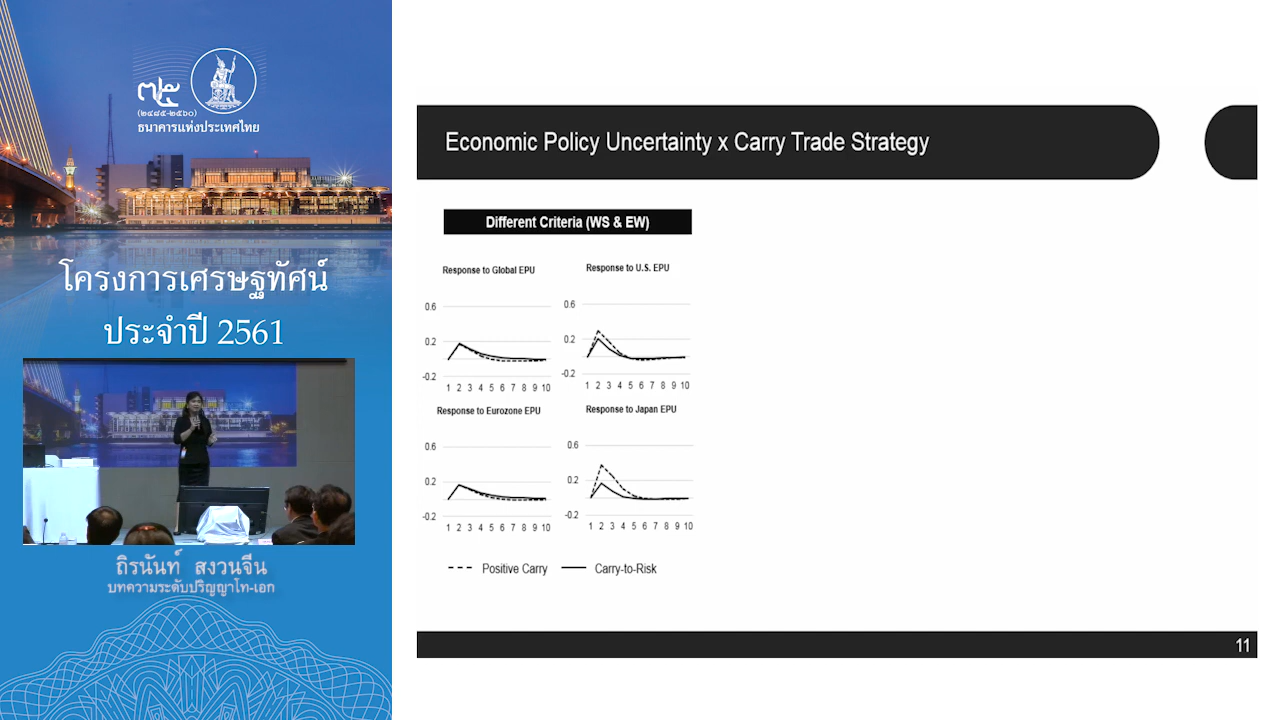 ๗๕
(๒๔๘๕-๒๕๖๐)
ธนาคารแห่งประเทศไทย
โครงการเศรษฐทัศน์
ประจำปี 2561
ถิรนันท์ สงวนจีน
บทความระดับปริญญาโท-เอก
Economic Policy Uncertainty x Carry Trade Strategy
Different Criteria (WS & EW)
Response to Global EPU
0.6
0.2
-0.2
1 2 3 4 5 6 7 8 9 10
Response to U.S. EPU
0.6
0.2
-0.2
1 2 3 4 5 6 7 8 9 10
Response to Eurozone EPU
0.6
0.2
-0.2
1 2 3 4 5 6 7 8 9 10
Response to Japan EPU
0.6
0.2
-0.2
1 2 3 4 5 6 7 8 9 10
Positive Carry Carry-to-Risk
11